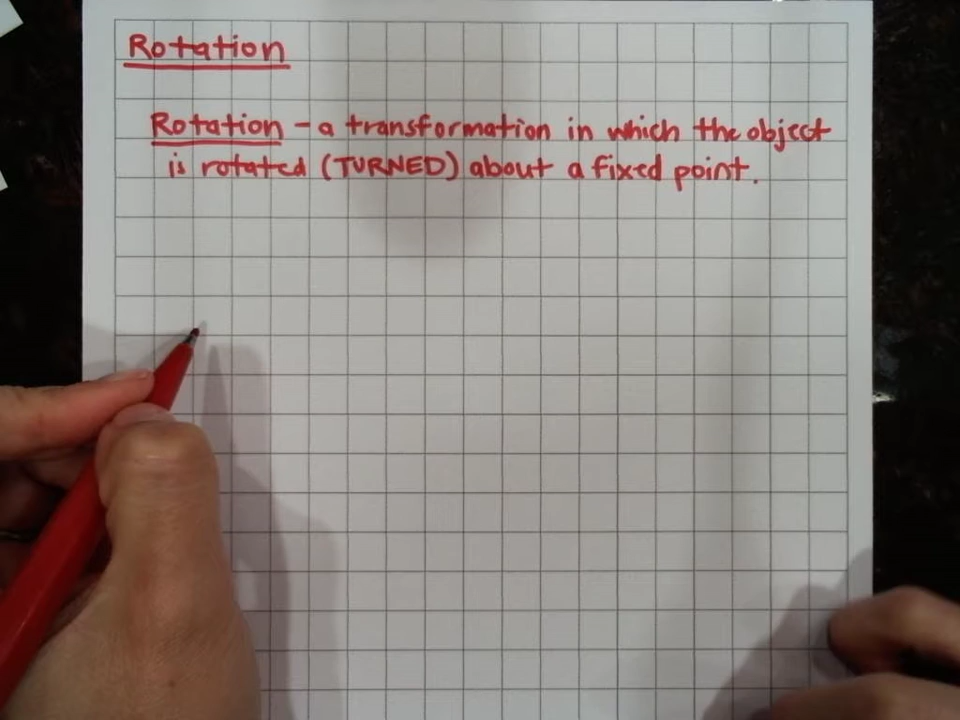 Rotation
Rotation - a transformation in which the object
is rotated (TURNED) about a fixed point.